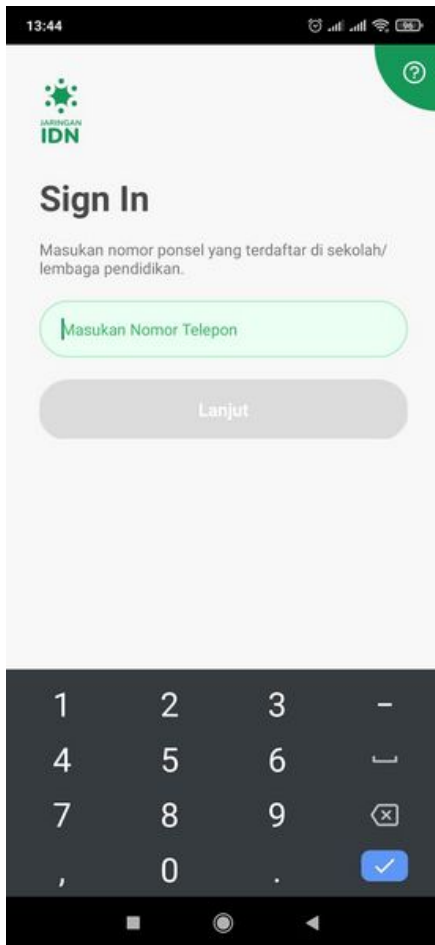 13:44
96
JARINGAN
IDN
Sign In
Masukan nomor ponsel yang terdaftar di sekolah/
lembaga pendidikan.
Masukan Nomor Telepon
Lanjut
1 2 3 -
4 5 6
7 8 9
, 0 .